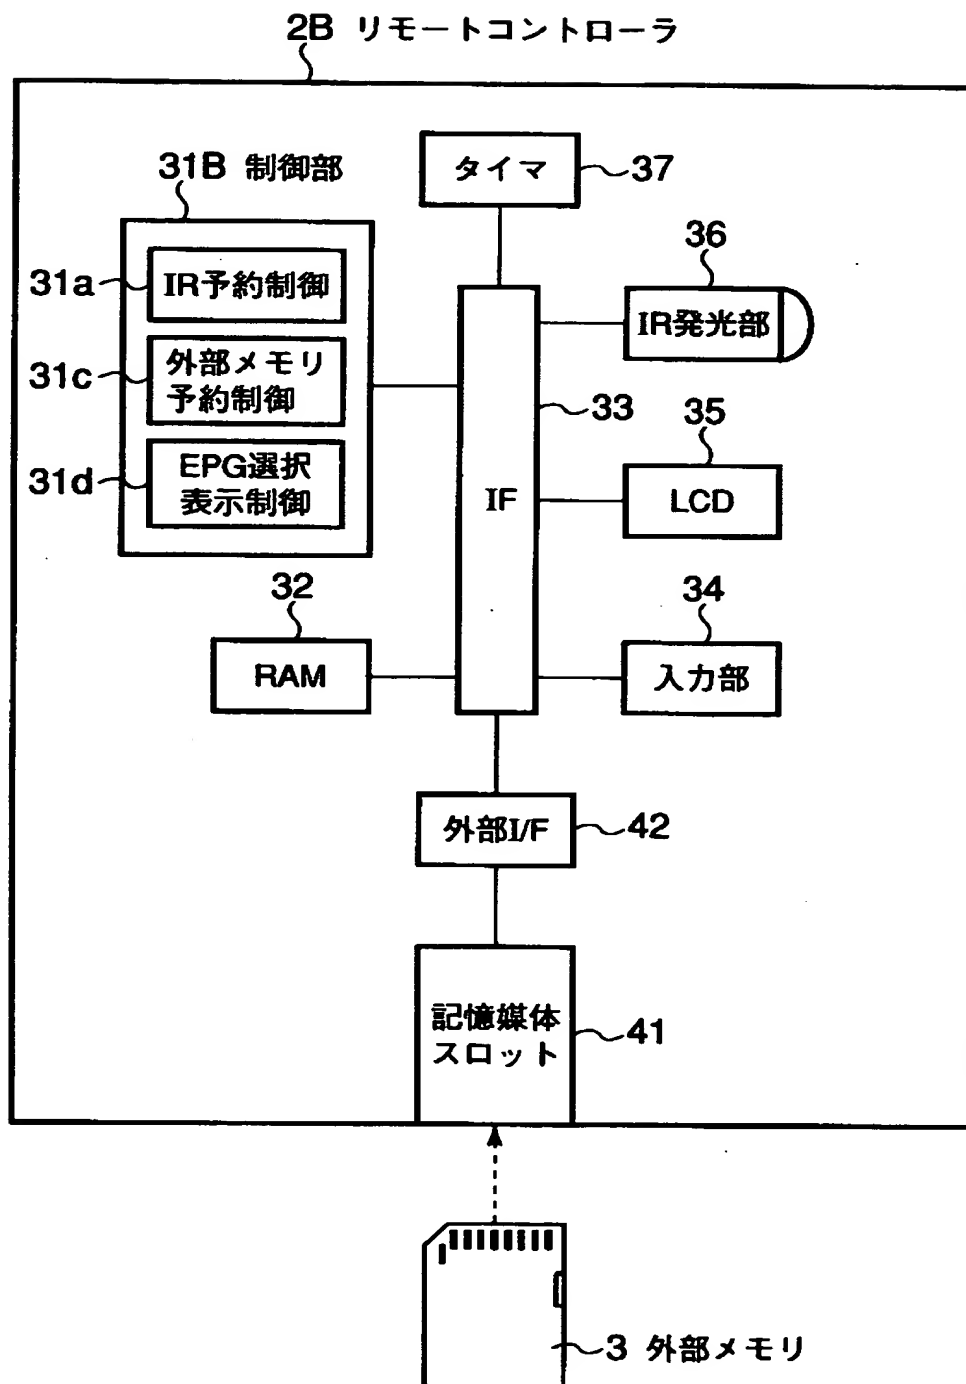 2B リモートコントローラ
31B 制御部
タイマ
37
31a
IR予約制御
36
IR発光部
31c
外部メモリ
予約制御
33
35
31d
EPG選択
表示制御
IF
LCD
32
RAM
34
入力部
外部I/F
42
記憶媒体
スロット
41
3 外部メモリ